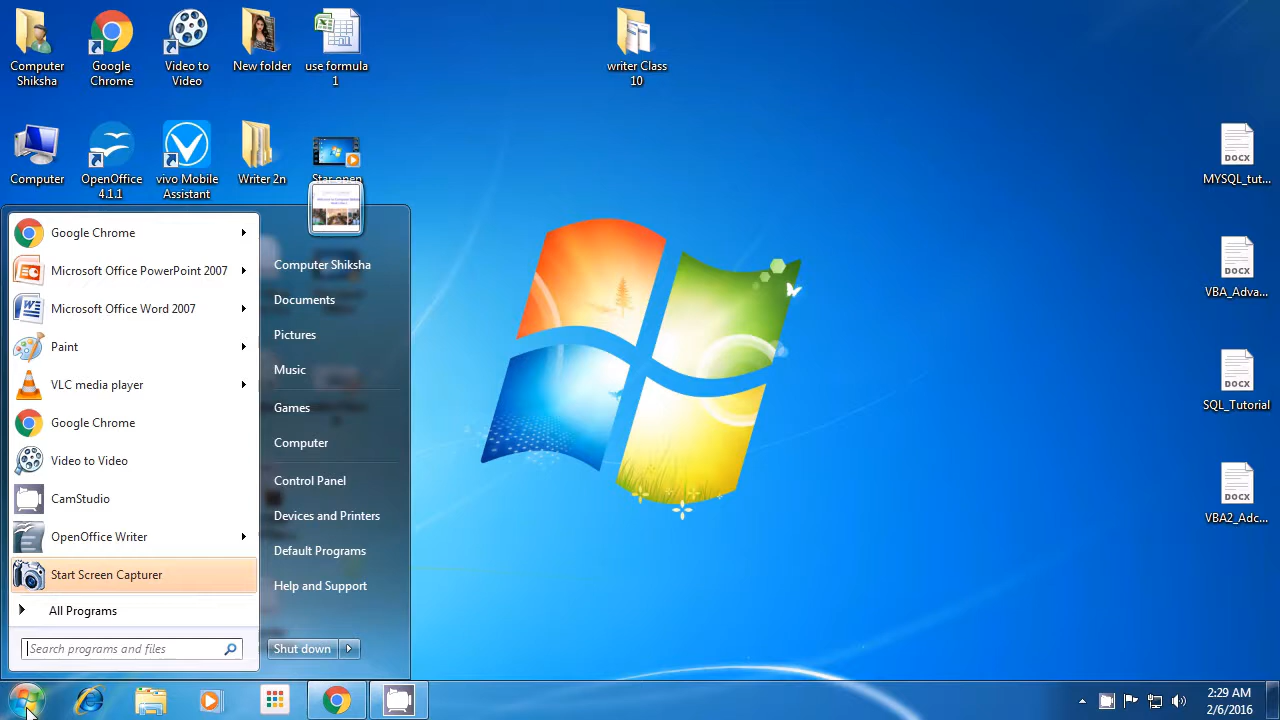 Computer
Shiksha
Google
Chrome
Video to
Video
New folder
use formula
1
writer Class
10
Computer
OpenOffice
4.1.1
vivo Mobile
Assistant
Writer 2n
Star open
DOCX
MYSQL_tut...
DOCX
VBA_Adva...
DOCX
SQL_Tutorial
DOCX
VBA2_Adc...
Google Chrome
Microsoft Office PowerPoint 2007
Microsoft Office Word 2007
Paint
VLC media player
Google Chrome
Video to Video
CamStudio
OpenOffice Writer
Start Screen Capturer
All Programs
Search programs and files
Computer Shiksha
Documents
Pictures
Music
Games
Computer
Control Panel
Devices and Printers
Default Programs
Help and Support
Shut down
2:29 AM
2/6/2016